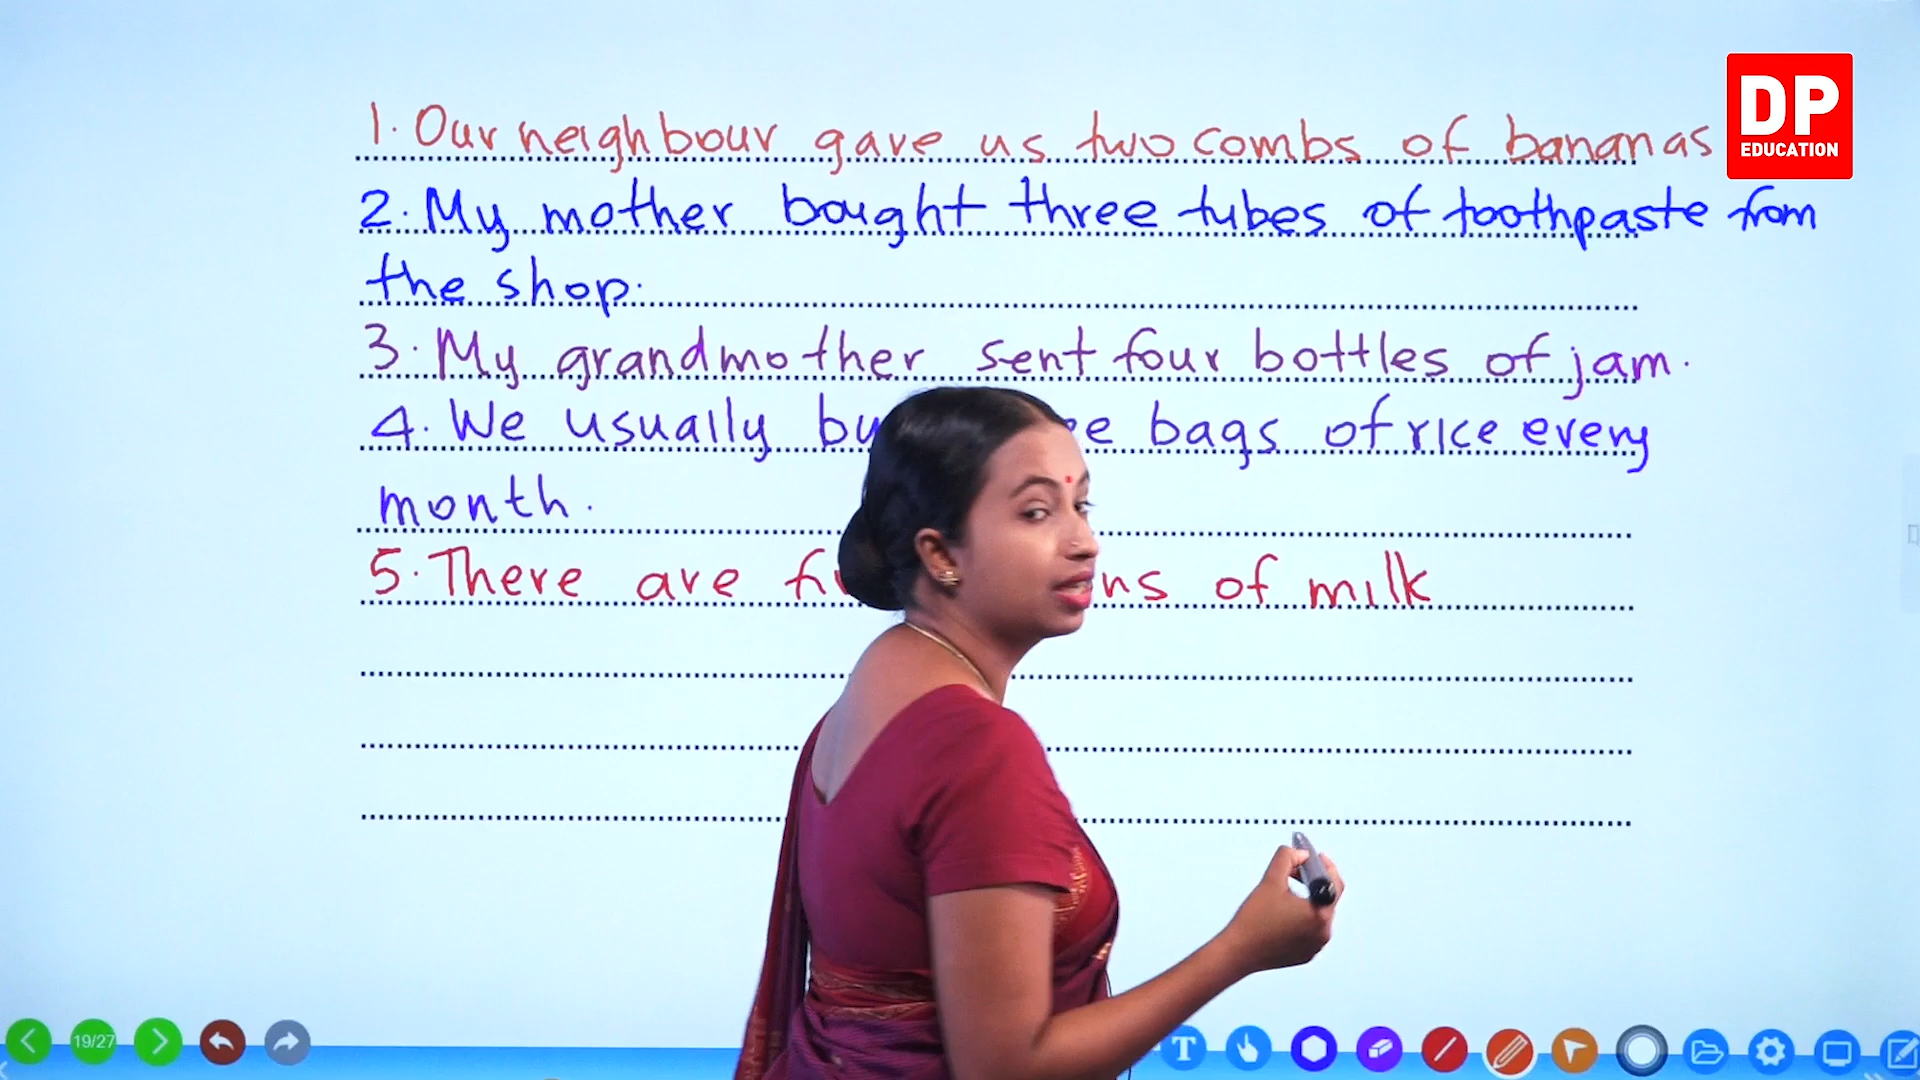 DP
EDUCATION
1. Our neighbour gave us two combs of bananas
2. My mother bought three tubes of toothpaste from
the shop.
3. My grandmother sent four bottles of jam.
4. We usually bags of rice every
month.
5. There are of milk
19/27
T